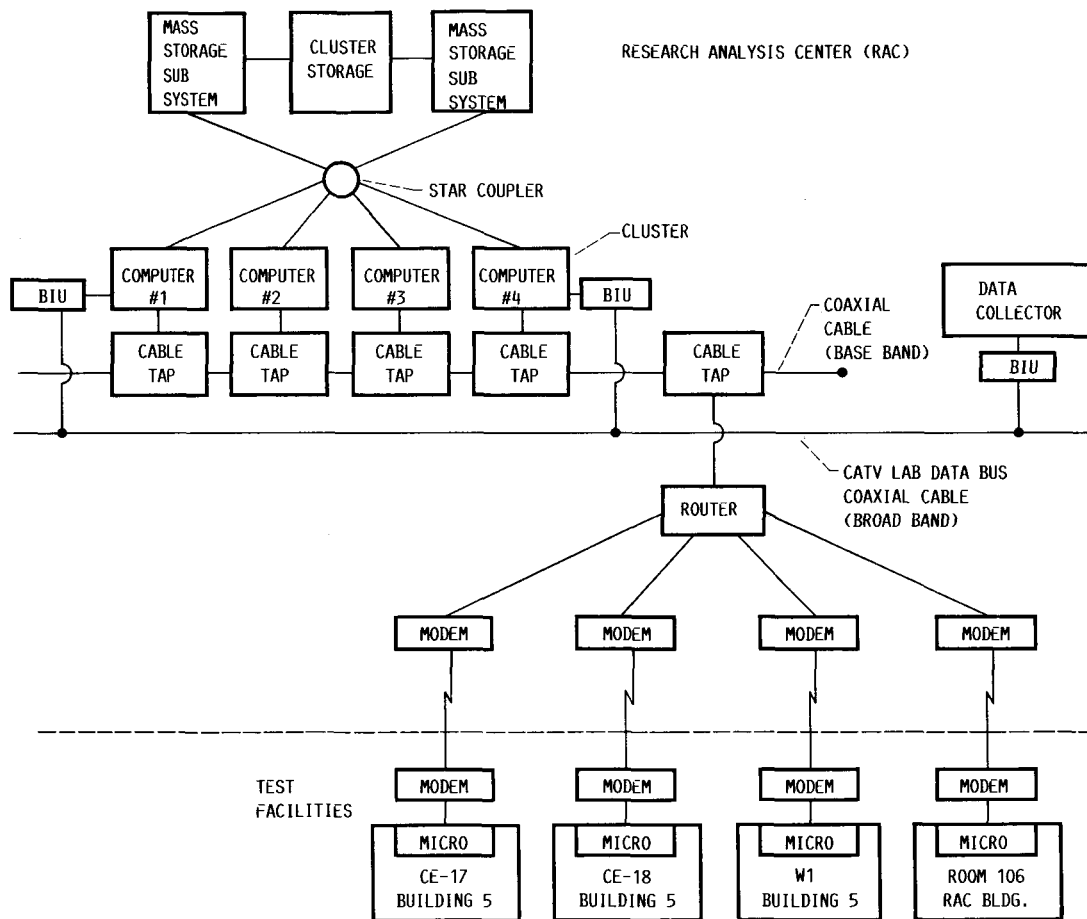 MASS
STORAGE
SUB
SYSTEM
CLUSTER
STORAGE
MASS
STORAGE
SUB
SYSTEM
RESEARCH ANALYSIS CENTER (RAC)
STAR COUPLER
CLUSTER
BIU
COMPUTER
#1
COMPUTER
#2
COMPUTER
#3
COMPUTER
#4
BIU
COAXIAL
CABLE
(BASE BAND)
DATA
COLLECTOR
CABLE
TAP
CABLE
TAP
CABLE
TAP
CABLE
TAP
CABLE
TAP
BIU
CATV LAB DATA BUS
COAXIAL CABLE
(BROAD BAND)
ROUTER
MODEM
MODEM
MODEM
MODEM
TEST
FACILITIES
MODEM
MODEM
MODEM
MODEM
MICRO
CE-17
BUILDING 5
MICRO
CE-18
BUILDING 5
MICRO
W1
BUILDING 5
MICRO
ROOM 106
RAC BLDG.